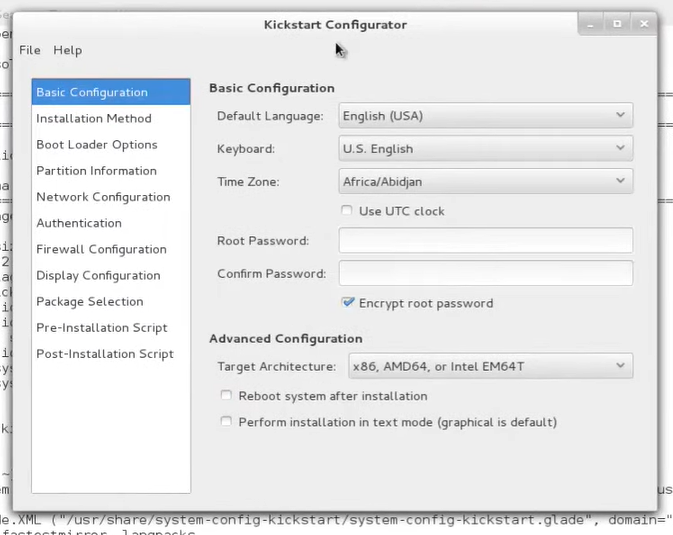 Kickstart Configurator
File Help
Basic Configuration
Installation Method
Boot Loader Options
Partition Information
Network Configuration
Authentication
Firewall Configuration
Display Configuration
Package Selection
Pre-Installation Script
Post-Installation Script
Basic Configuration
Default Language: English (USA)
Keyboard: U.S. English
Time Zone: Africa/Abidjan
Use UTC clock
Root Password:
Confirm Password:
Encrypt root password
Advanced Configuration
Target Architecture: x86, AMD64, or Intel EM64T
Reboot system after installation
Perform installation in text mode (graphical is default)
de.XML ("/usr/share/system-config-kickstart/system-config-kickstart.glade", domain="
fastestmirror, langpacks